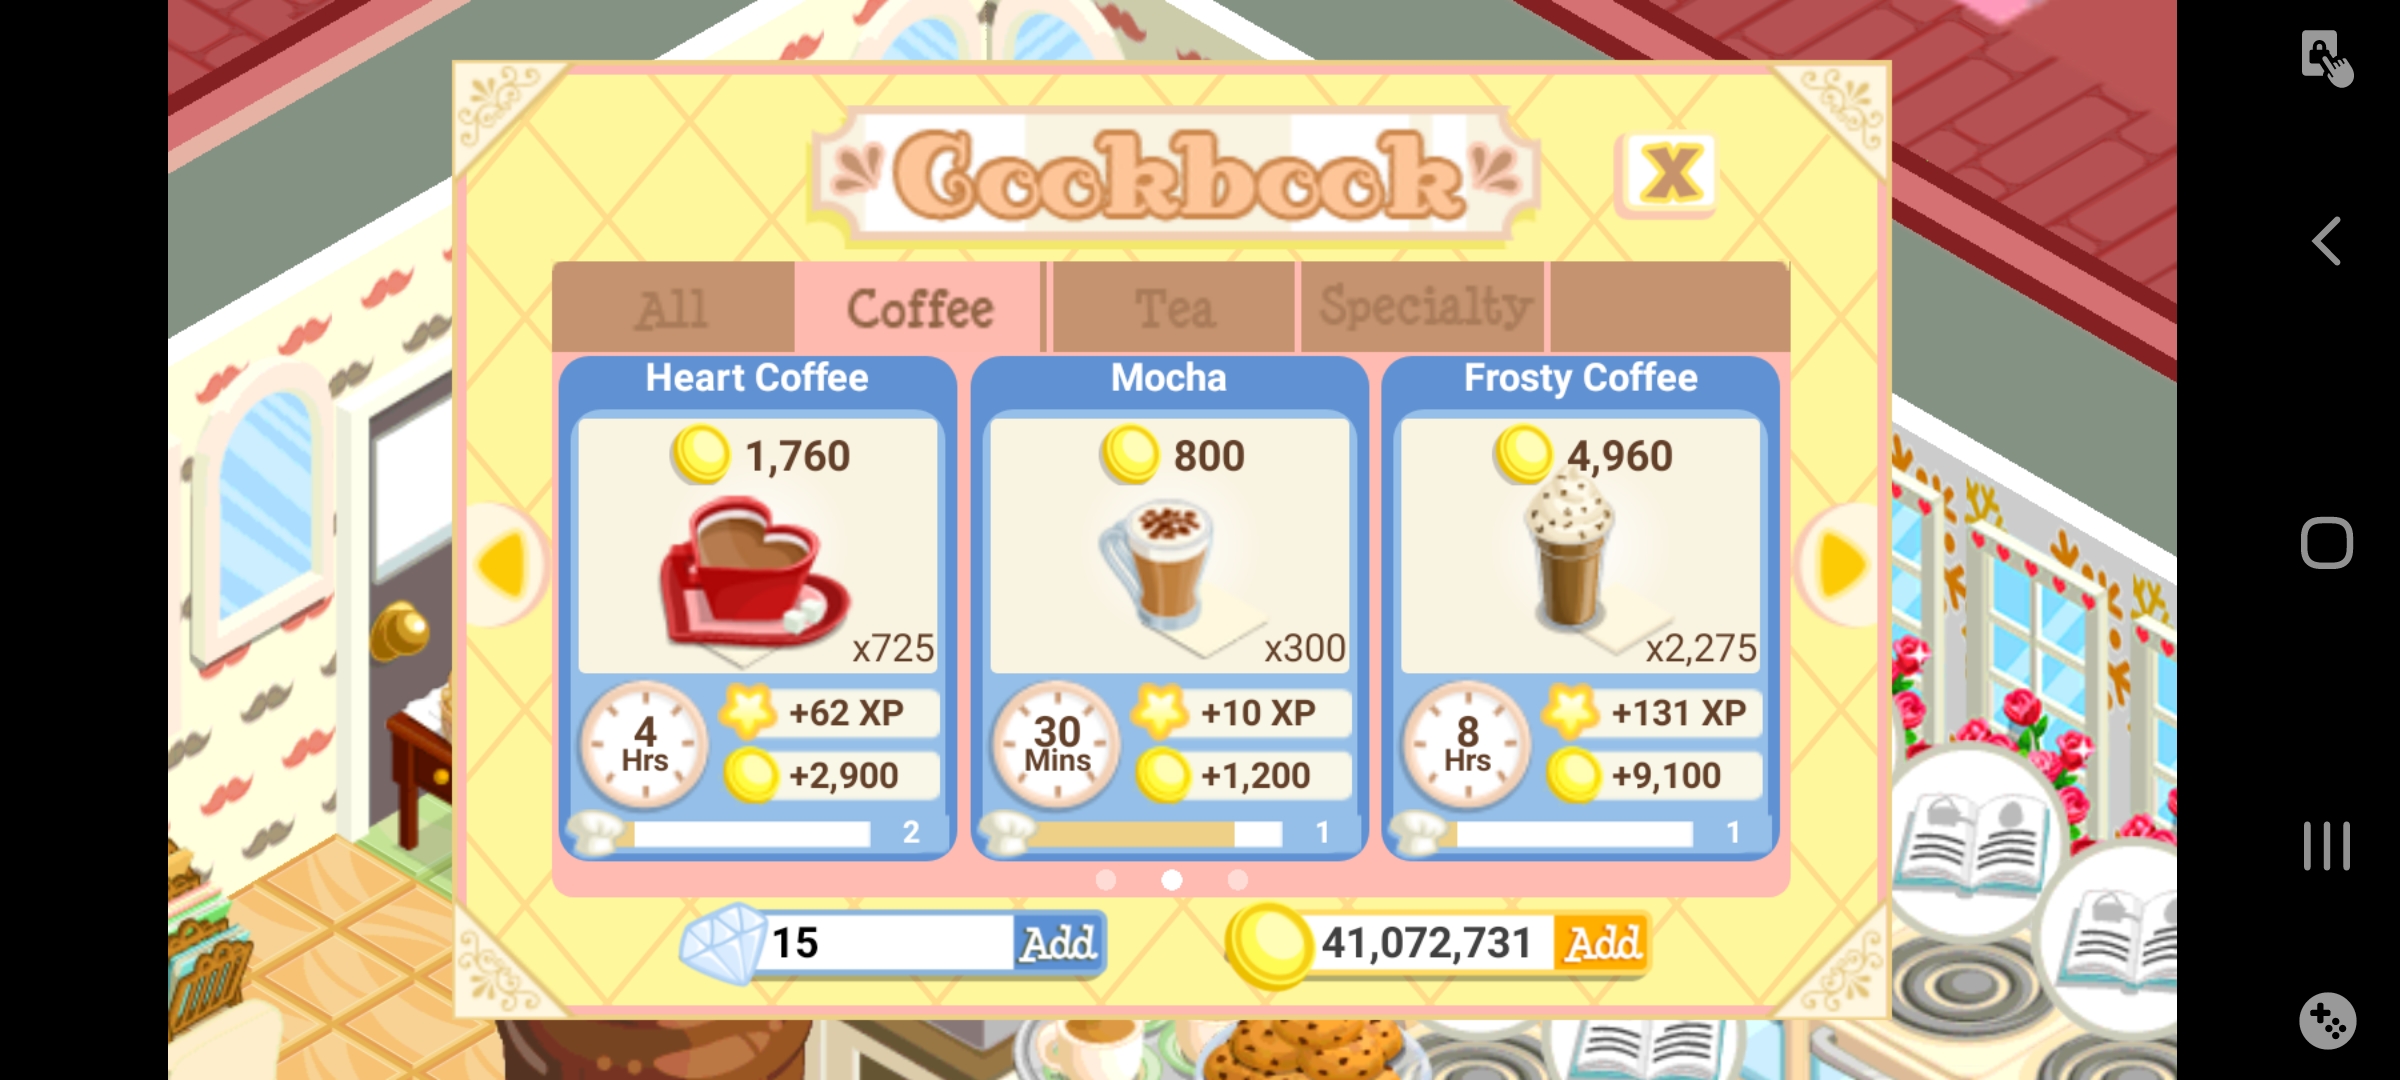 Cookbook
X
All Coffee Tea Specialty
Heart Coffee
1,760
x725
4 Hrs
+62 XP
+2,900
2
Mocha
800
x300
30 Mins
+10 XP
+1,200
1
Frosty Coffee
4,960
x2,275
8 Hrs
+131 XP
+9,100
1
15 Add
41,072,731 Add